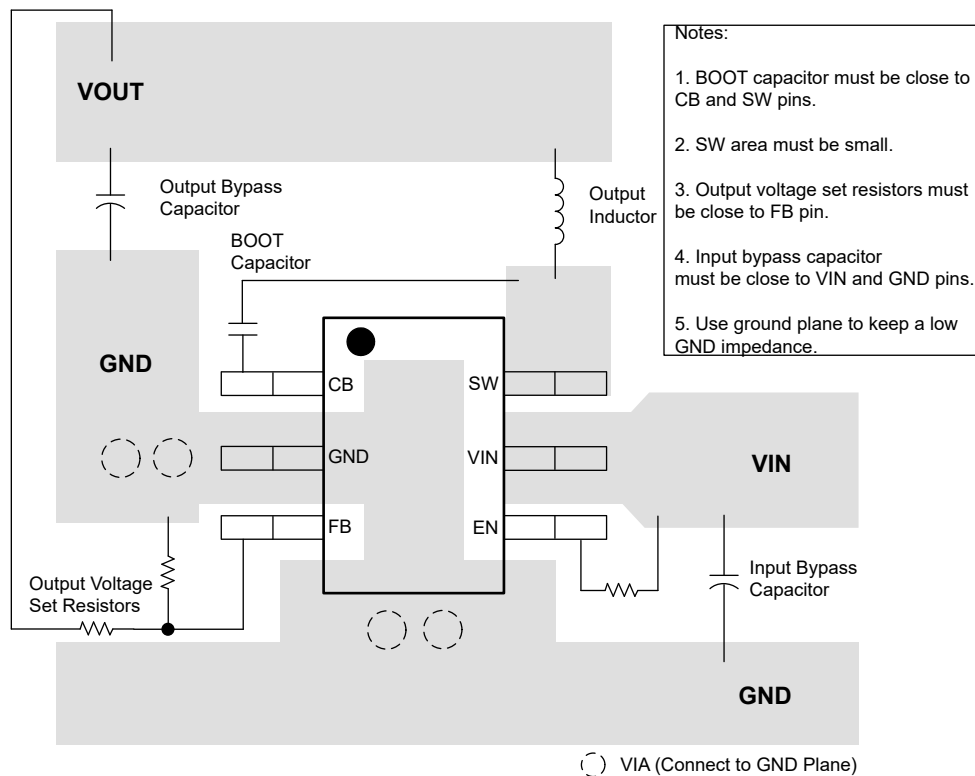 VOUT
Output Bypass
Capacitor
Output
Inductor
BOOT
Capacitor
GND
CB
SW
GND
VIN
VIN
FB
EN
Output Voltage
Set Resistors
Input Bypass
Capacitor
GND
VIA (Connect to GND Plane)
Notes:
1. BOOT capacitor must be close to
CB and SW pins.
2. SW area must be small.
3. Output voltage set resistors must
be close to FB pin.
4. Input bypass capacitor
must be close to VIN and GND pins.
5. Use ground plane to keep a low
GND impedance.